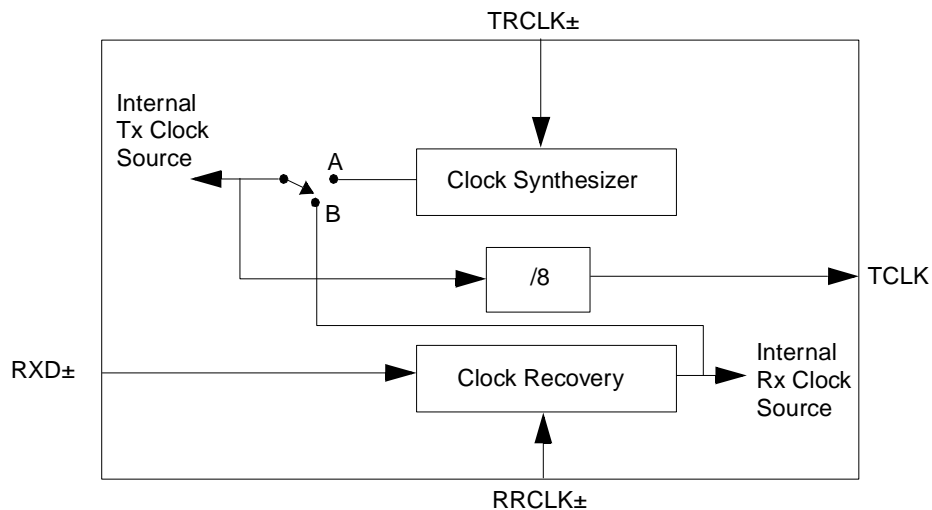 TRCLK±
Internal
Tx Clock
Source
A
Clock Synthesizer
B
/8
TCLK
RXD±
Clock Recovery
Internal
Rx Clock
Source
RRCLK±